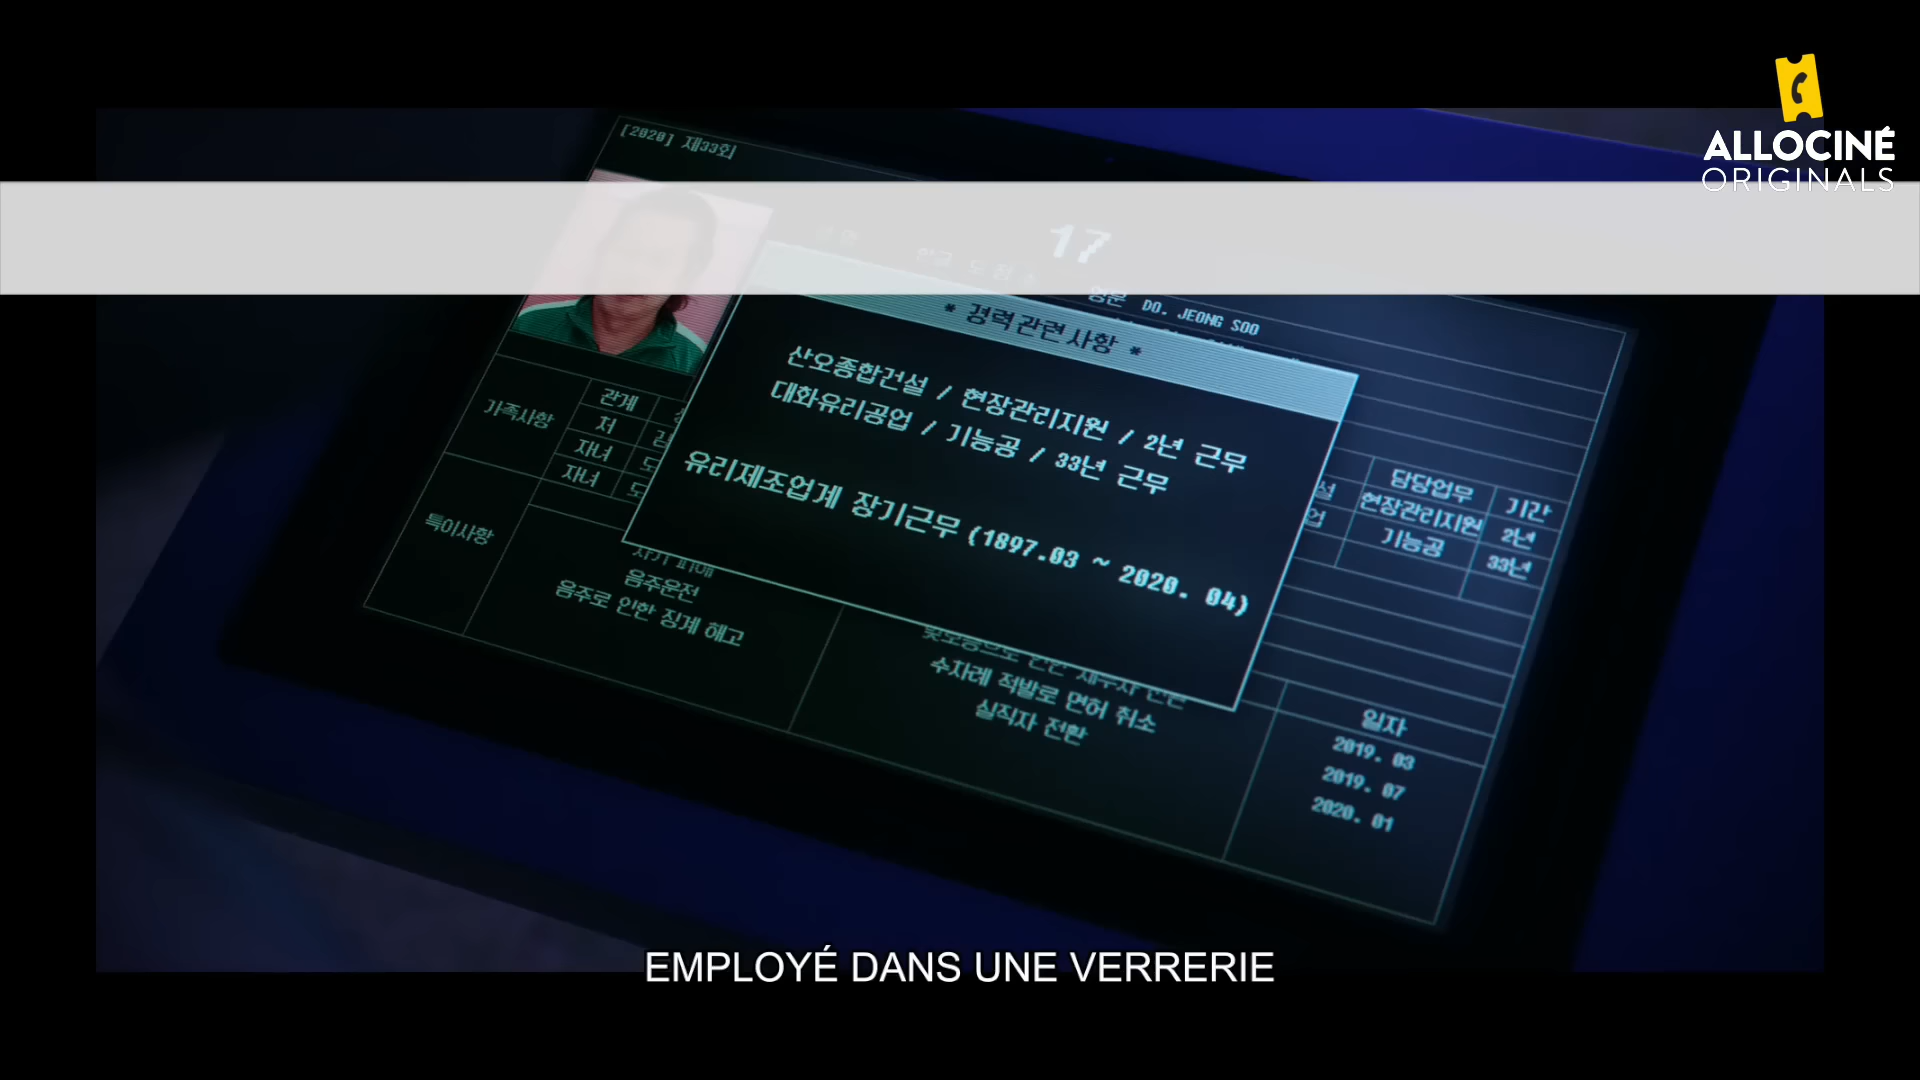 ALLOCINÉ
ORIGINALS
[2020] 제33회
17
영문 DO. JEONG SOO
* 경력관련사항 *
산오종합건설 / 현장관리지원 / 2년 근무
대화유리공업 / 기능공 / 33년 근무
유리제조업계 장기근무 (1897.03 ~ 2020. 04)
가족사항
관계
처
자녀
자녀
담당업무 기간
현장관리지원 2년
기능공 33년
특이사항
음주운전
음주로 인한 징계 해고
수차례 적발로 면허 취소
실직자 전환
일자
2019. 03
2019. 07
2020. 01
EMPLOYÉ DANS UNE VERRERIE